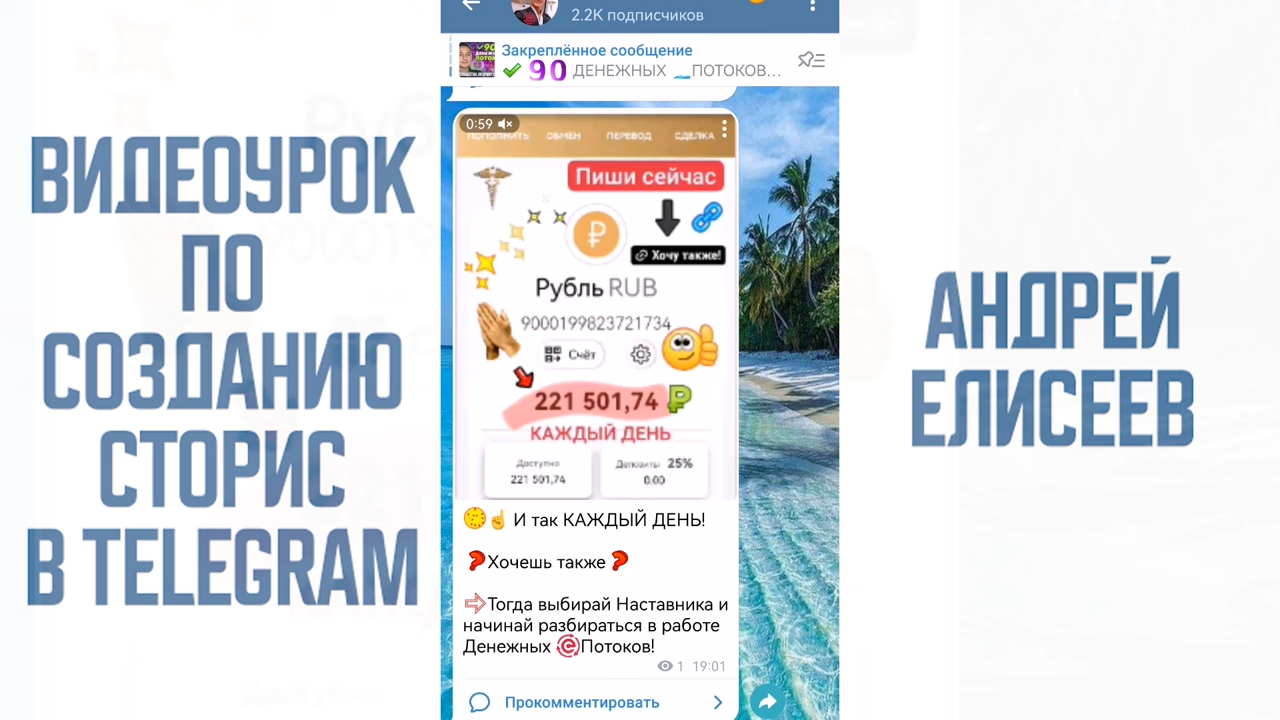 ВИДЕОУРОК
ПО
СОЗДАНИЮ
СТОРИС
В TELEGRAM
2.2K подписчиков
Закреплённое сообщение
90 ДЕНЕЖНЫХ ПОТОКОВ...
0:59
ПОПОЛНИТЬ ОБМЕН ПЕРЕВОД СДЕЛКА
Пиши сейчас
Хочу также!
Рубль RUB
9000199823721734
Счёт
221 501,74 ₽
КАЖДЫЙ ДЕНЬ
Доступно
221 501,74
Депозиты 25%
0.00
И так КАЖДЫЙ ДЕНЬ!
Хочешь также
Тогда выбирай Наставника и
начинай разбираться в работе
Денежных Потоков!
1 19:01
Прокомментировать
АНДРЕЙ
ЕЛИСЕЕВ